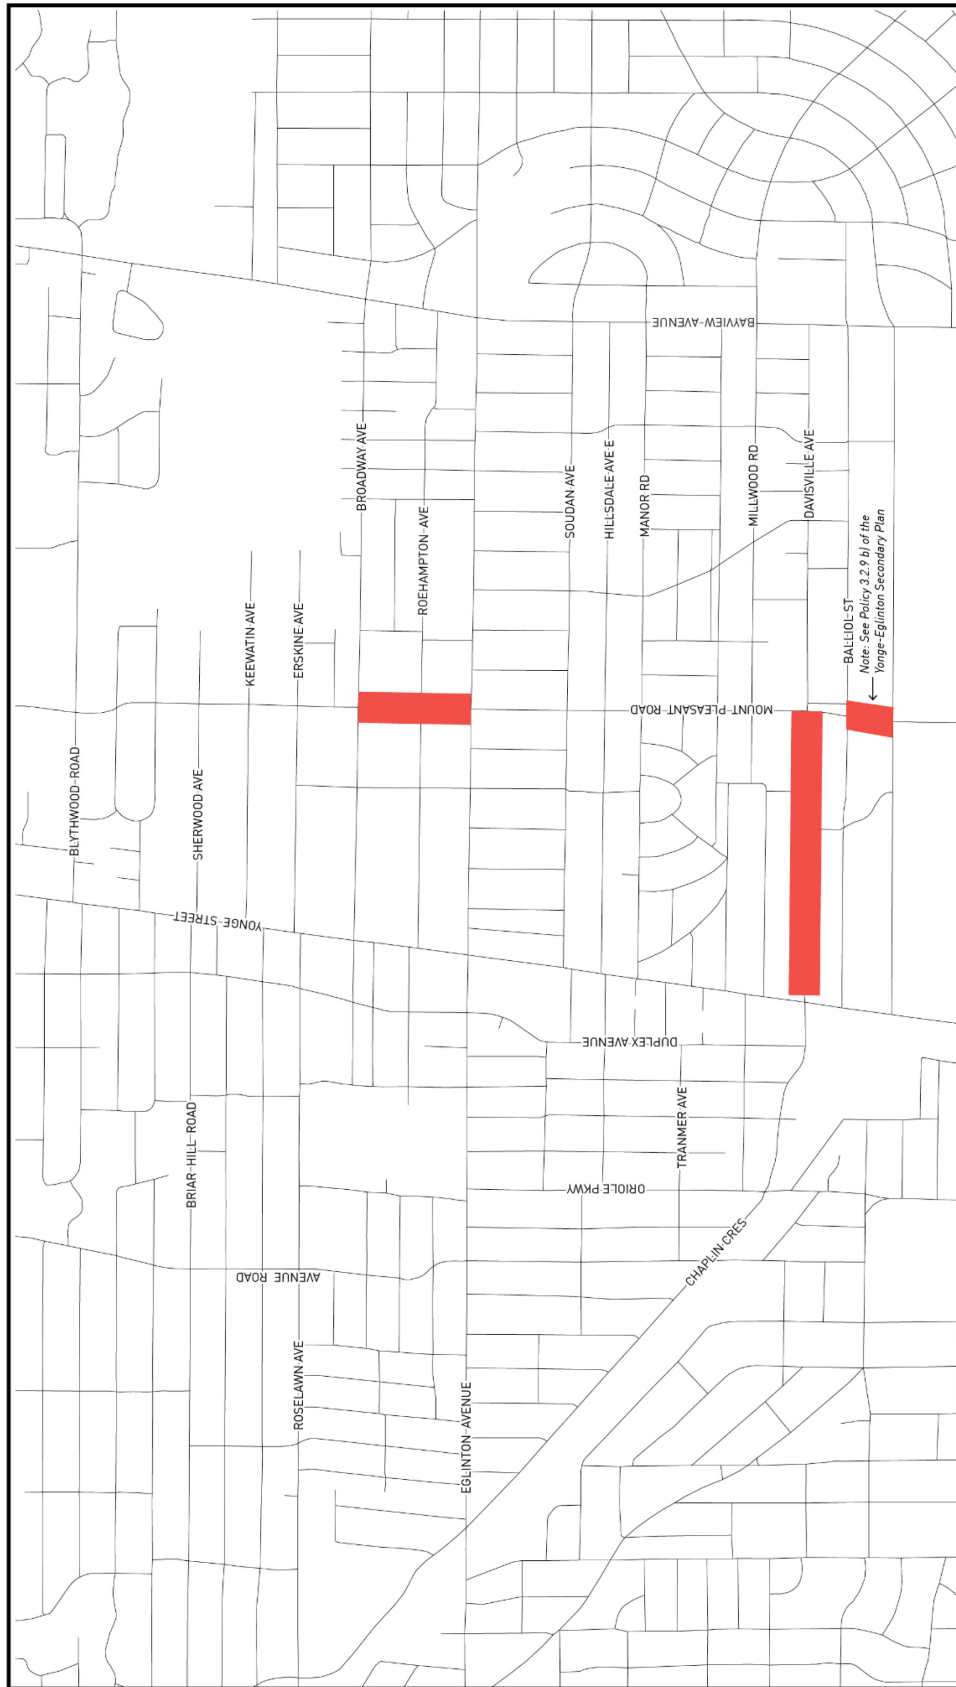 BAYVIEW AVENUE
BROADWAY AVE
ROEHAMPTON AVE
SOUDAN AVE
HILLSDALE AVE E
MANOR RD
MILLWOOD RD
DAVISVILLE AVE
BALLIOL ST
Note: See Policy 3.2.9 b) of the
Yonge-Eglinton Secondary Plan
KEEWATIN AVE
ERSKINE AVE
MOUNT PLEASANT ROAD
BLYTHWOOD ROAD
SHERWOOD AVE
YONGE STREET
DUPLEX AVENUE
TRANMER AVE
BRIAR HILL ROAD
ORIOLE PKWY
CHAPLIN CRES
AVENUE ROAD
ROSELAWN AVE
EGLINTON AVENUE